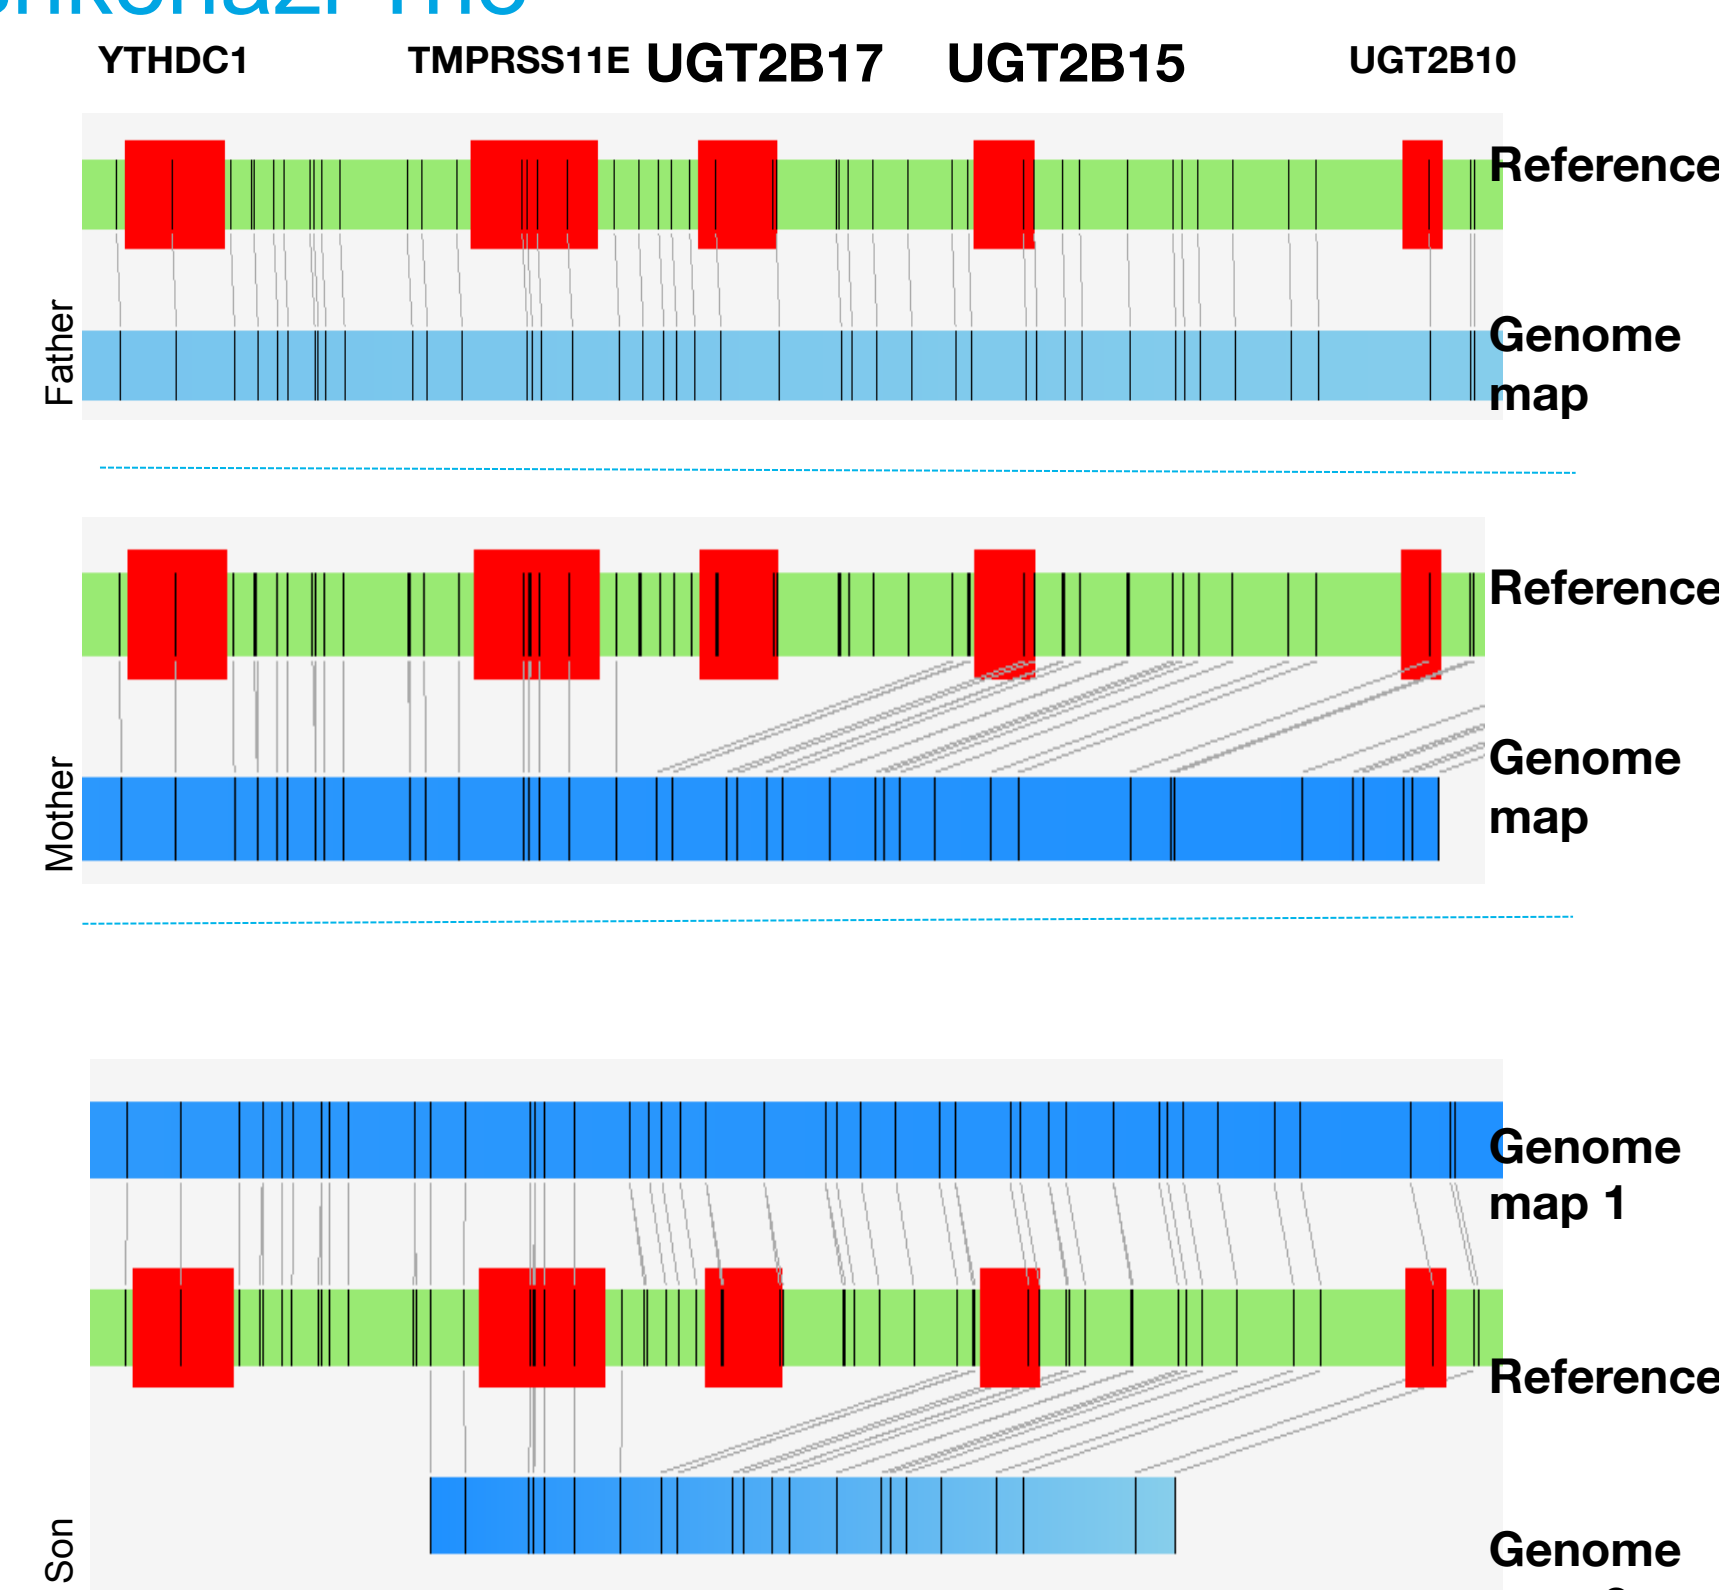 YTHDC1 TMPRSS11E UGT2B17 UGT2B15 UGT2B10
Reference
Father
Genome
map
Reference
Mother
Genome
map
Genome
map 1
Reference
Son
Genome